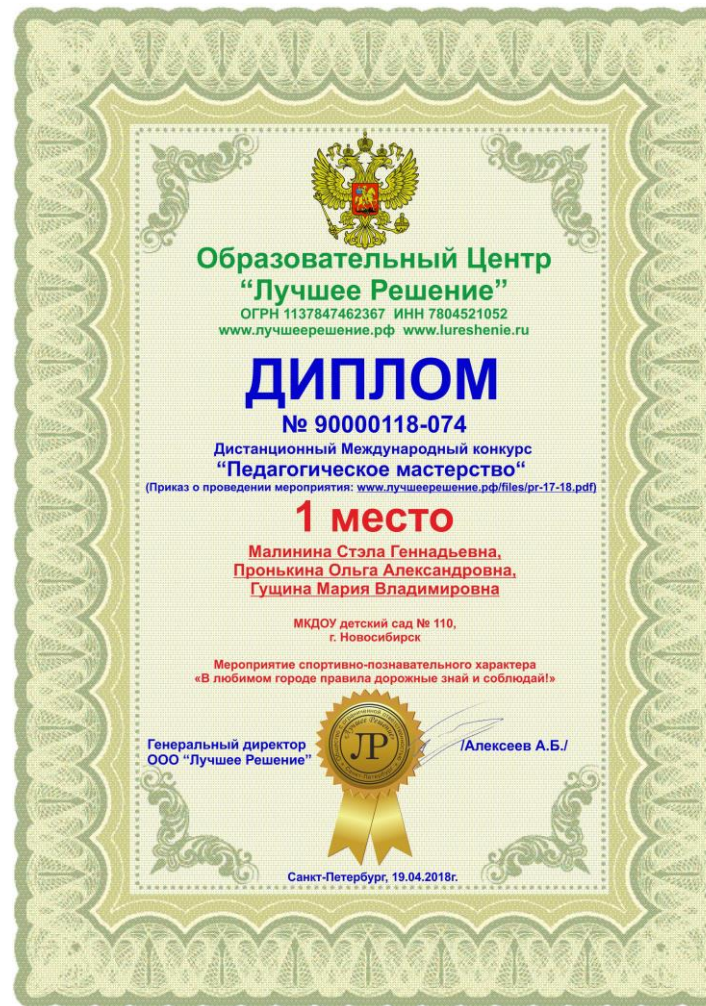 Образовательный Центр
“Лучшее Решение”
ОГРН 1137847462367 ИНН 7804521052
www.лучшеерешение.рф www.lureshenie.ru
ДИПЛОМ
№ 90000118-074
Дистанционный Международный конкурс
“Педагогическое мастерство“
(Приказ о проведении мероприятия: www.лучшеерешение.рф/files/pr-17-18.pdf)
1 место
Малинина Стэла Геннадьевна,
Пронькина Ольга Александровна,
Гущина Мария Владимировна
МКДОУ детский сад № 110,
г. Новосибирск
Мероприятие спортивно-познавательного характера
«В любимом городе правила дорожные знай и соблюдай!»
Генеральный директор
ООО “Лучшее Решение”
«Лучшее Решение»
ЛР
/Алексеев А.Б./
Санкт-Петербург, 19.04.2018г.